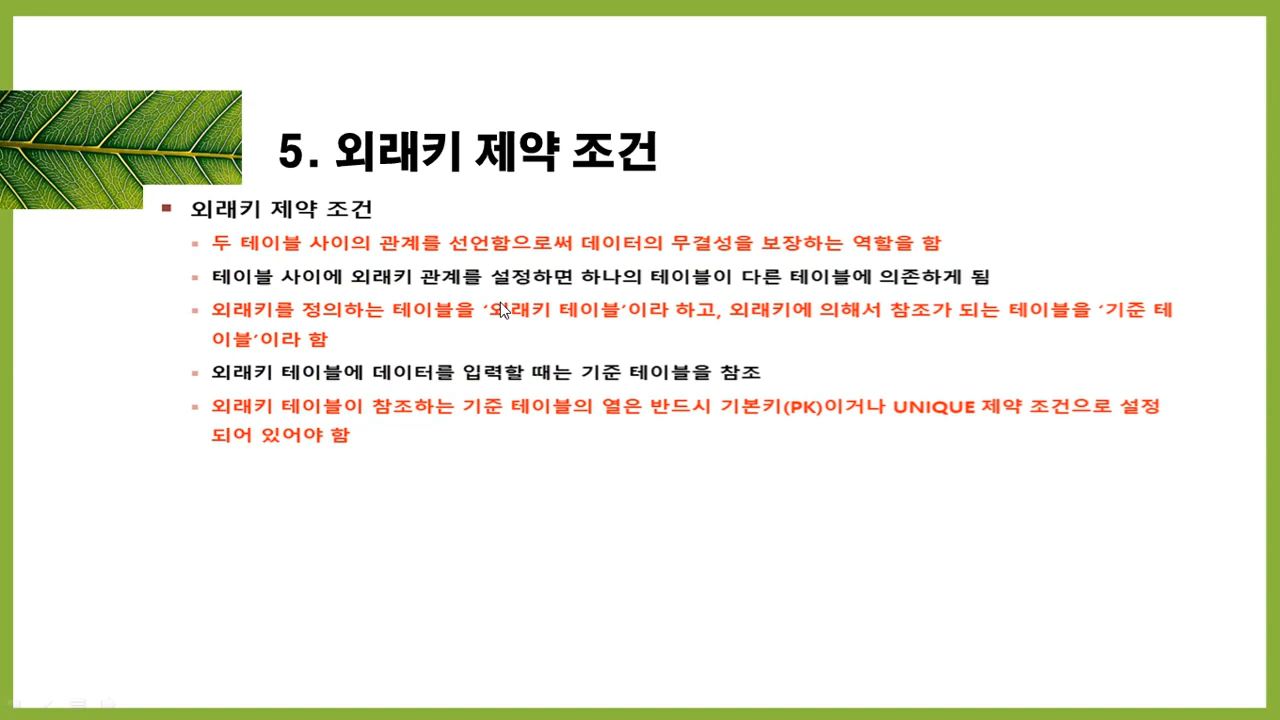 5. 외래키 제약 조건
외래키 제약 조건
두 테이블 사이의 관계를 선언함으로써 데이터의 무결성을 보장하는 역할을 함
테이블 사이에 외래키 관계를 설정하면 하나의 테이블이 다른 테이블에 의존하게 됨
외래키를 정의하는 테이블을 ‘외래키 테이블’이라 하고, 외래키에 의해서 참조가 되는 테이블을 ‘기준 테
이블’이라 함
외래키 테이블에 데이터를 입력할 때는 기준 테이블을 참조
외래키 테이블이 참조하는 기준 테이블의 열은 반드시 기본키(PK)이거나 UNIQUE 제약 조건으로 설정
되어 있어야 함